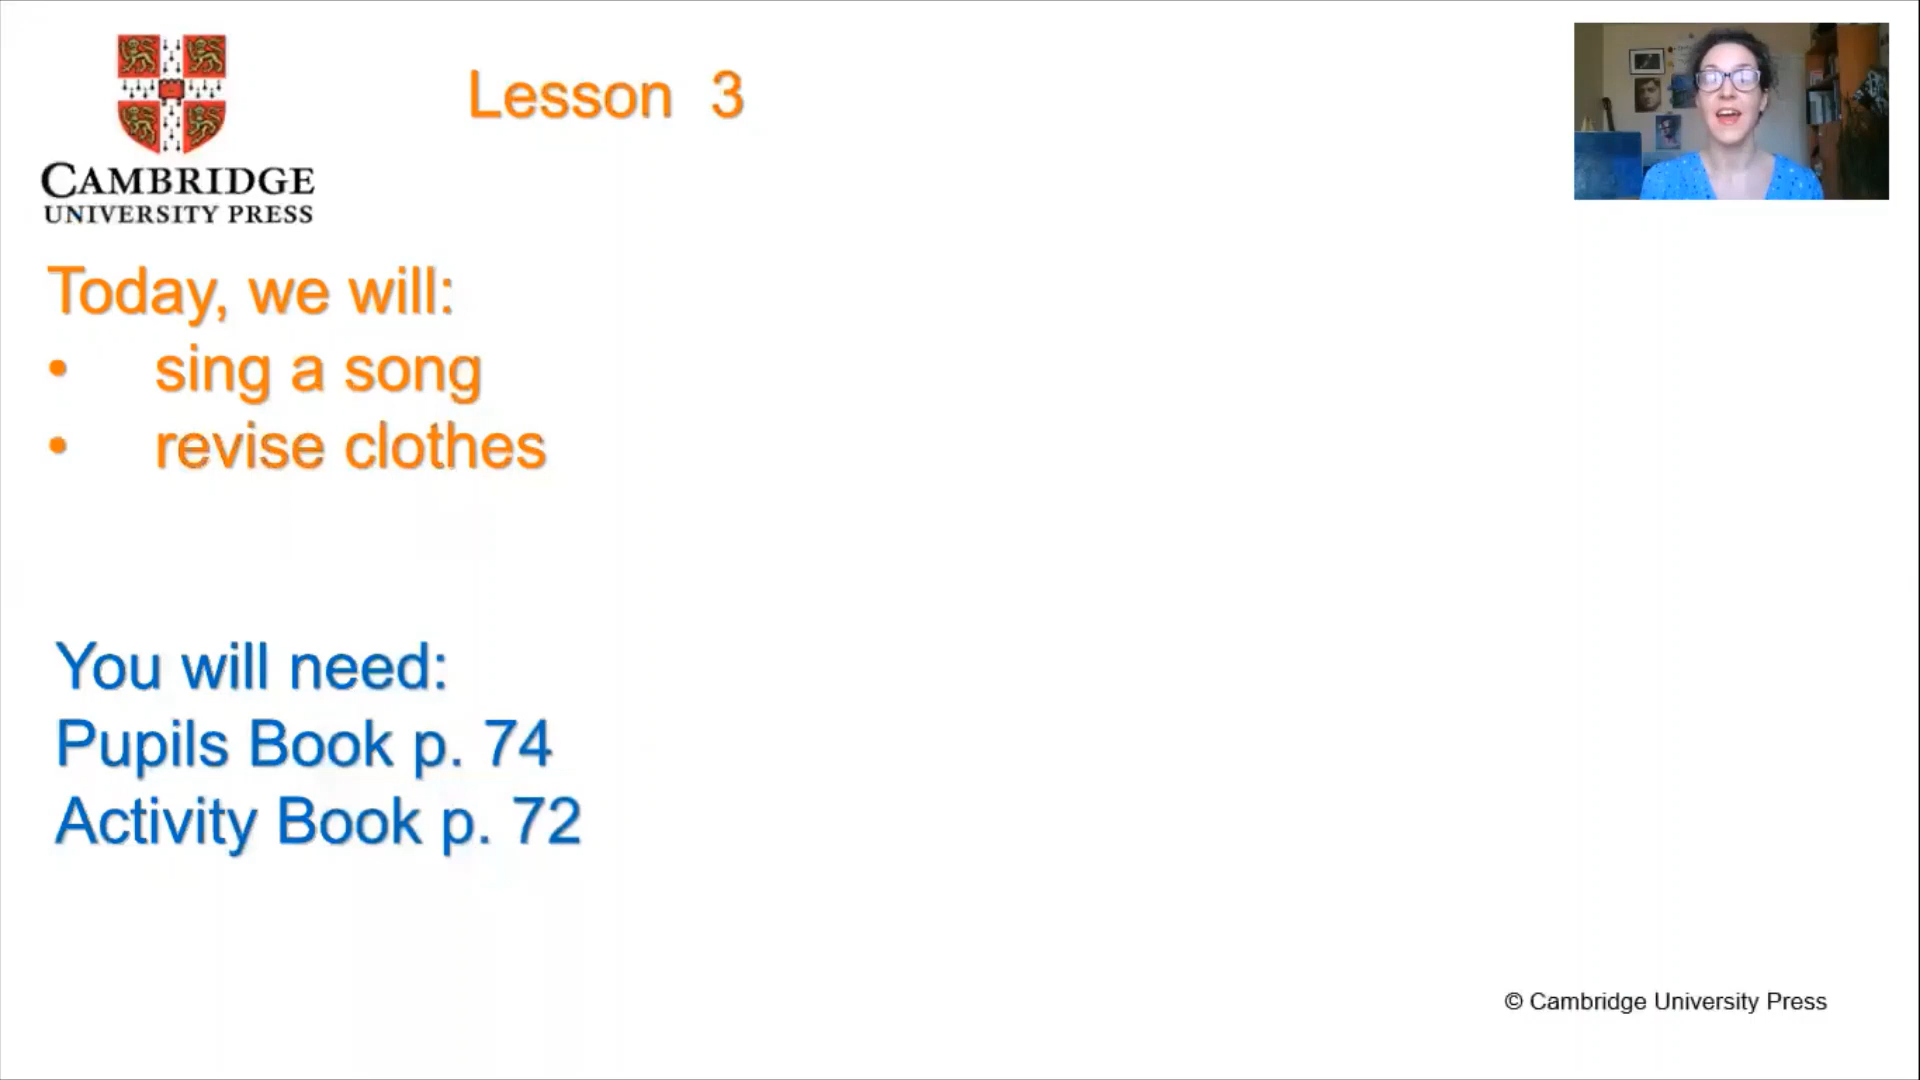 CAMBRIDGE
UNIVERSITY PRESS
Lesson 3
Today, we will:
• sing a song
• revise clothes
You will need:
Pupils Book p. 74
Activity Book p. 72
© Cambridge University Press